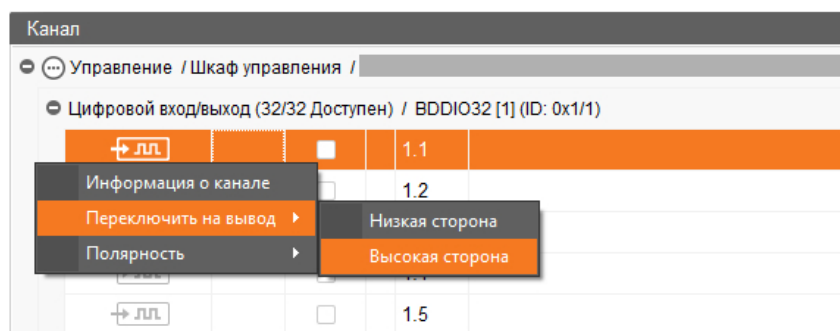 Канал
Управление / Шкаф управления /
Цифровой вход/выход (32/32 Доступен) / BDDIO32 [1] (ID: 0x1/1)
1.1
Информация о канале
1.2
Переключить на вывод
Низкая сторона
Полярность
Высокая сторона
1.5